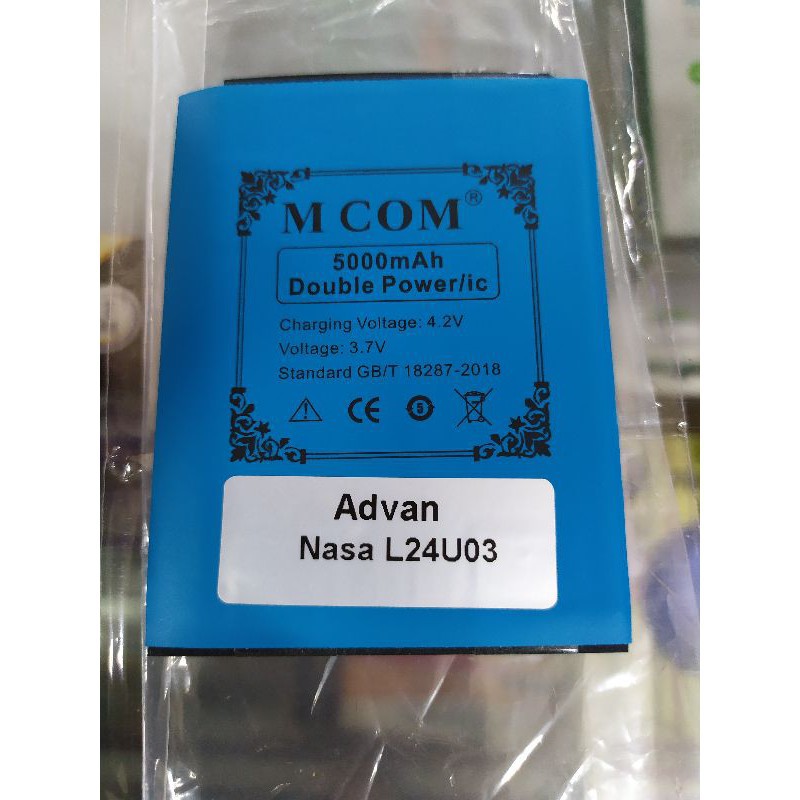 M COM®
5000mAh
Double Power/ic
Charging Voltage: 4.2V
Voltage: 3.7V
Standard GB/T 18287-2018
CE 5
Advan
Nasa L24U03